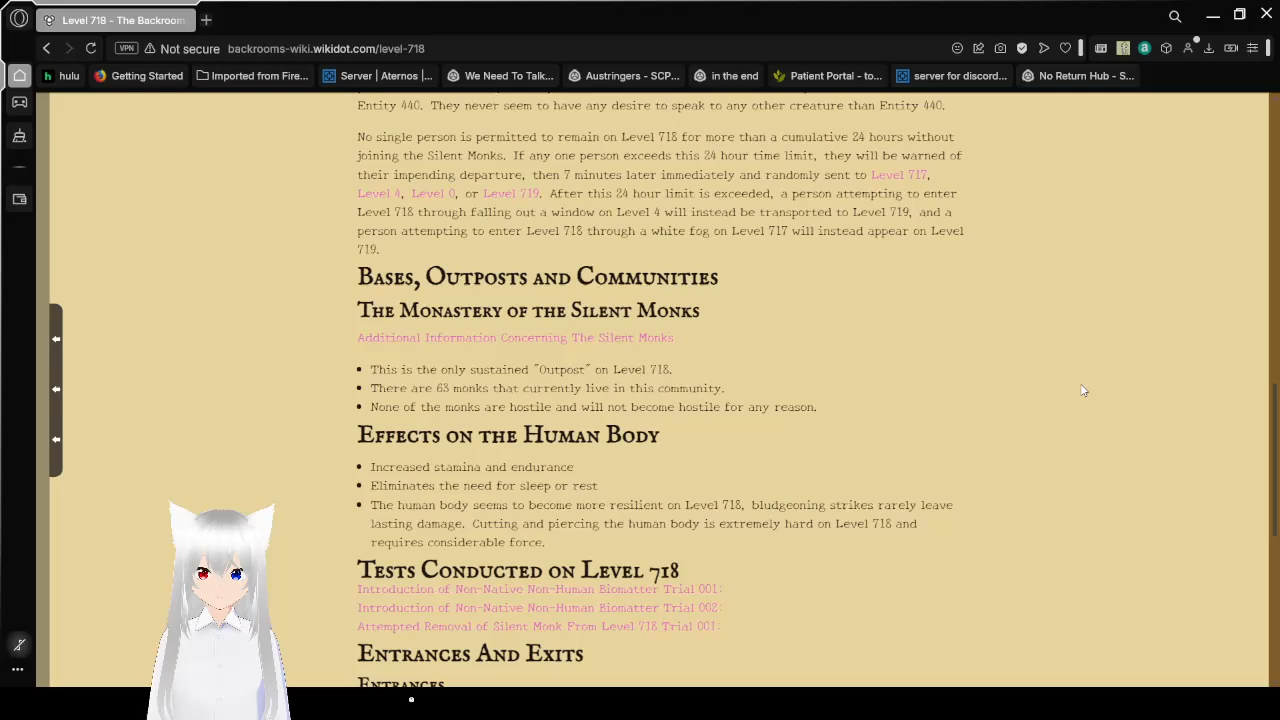 Level 718 - The Backroom
VPN Not secure backrooms-wiki.wikidot.com/level-718
hulu Getting Started Imported from Fire... Server | Aternos |... We Need To Talk... Austringers - SCP... in the end Patient Portal - to... server for discord... No Return Hub - S...
Entity 440. They never seem to have any desire to speak to any other creature than Entity 440.
No single person is permitted to remain on Level 718 for more than a cumulative 24 hours without
joining the Silent Monks. If any one person exceeds this 24 hour time limit, they will be warned of
their impending departure, then 7 minutes later immediately and randomly sent to Level 717,
Level 4, Level 0, or Level 719. After this 24 hour limit is exceeded, a person attempting to enter
Level 718 through falling out a window on Level 4 will instead be transported to Level 719, and a
person attempting to enter Level 718 through a white fog on Level 717 will instead appear on Level
719.
Bases, Outposts and Communities
The Monastery of the Silent Monks
Additional Information Concerning The Silent Monks
This is the only sustained "Outpost" on Level 718.
There are 63 monks that currently live in this community.
None of the monks are hostile and will not become hostile for any reason.
Effects on the Human Body
Increased stamina and endurance
Eliminates the need for sleep or rest
The human body seems to become more resilient on Level 718, bludgeoning strikes rarely leave
lasting damage. Cutting and piercing the human body is extremely hard on Level 718 and
requires considerable force.
Tests Conducted on Level 718
Introduction of Non-Native Non-Human Biomatter Trial 001:
Introduction of Non-Native Non-Human Biomatter Trial 002:
Attempted Removal of Silent Monk From Level 718 Trial 001:
Entrances And Exits
Entrances